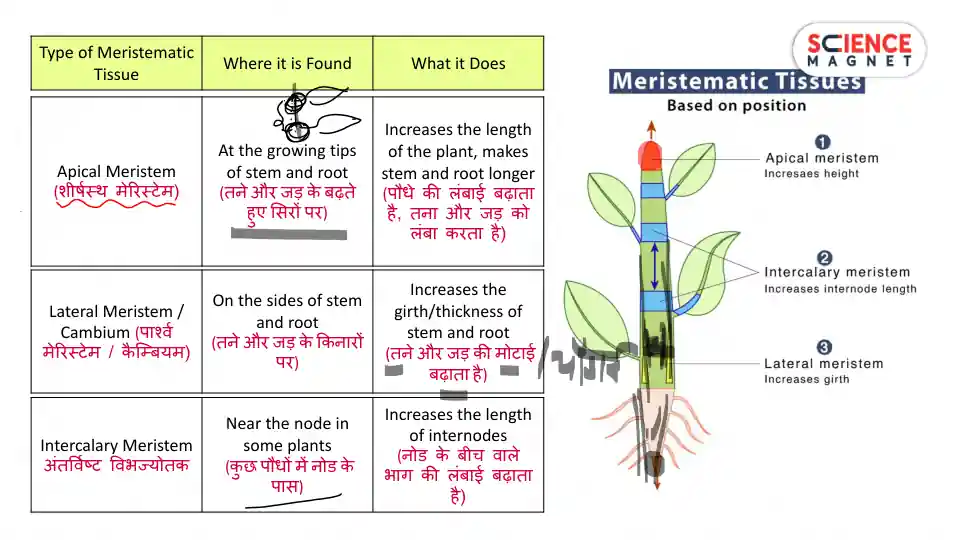 SCIENCE
MAGNET
Type of Meristematic
Tissue
Where it is Found
What it Does
Apical Meristem
(शीर्षस्थ मेरिस्टेम)
At the growing tips
of stem and root
(तने और जड़ के बढ़ते
हुए सिरों पर)
Increases the length
of the plant, makes
stem and root longer
(पौधे की लंबाई बढ़ाता
है, तना और जड़ को
लंबा करता है)
Lateral Meristem /
Cambium (पार्श्व
मेरिस्टेम / कैम्बियम)
On the sides of stem
and root
(तने और जड़ के किनारों
पर)
Increases the
girth/thickness of
stem and root
(तने और जड़ की मोटाई
बढ़ाता है)
Intercalary Meristem
अंतर्विष्ट विभज्योतक
Near the node in
some plants
(कुछ पौधों में नोड के
पास)
Increases the length
of internodes
(नोड के बीच वाले
भाग की लंबाई बढ़ाता
है)
Meristematic Tissues
Based on position
1
Apical meristem
Incresaes height
2
Intercalary meristem
Increases internode length
3
Lateral meristem
Increases girth